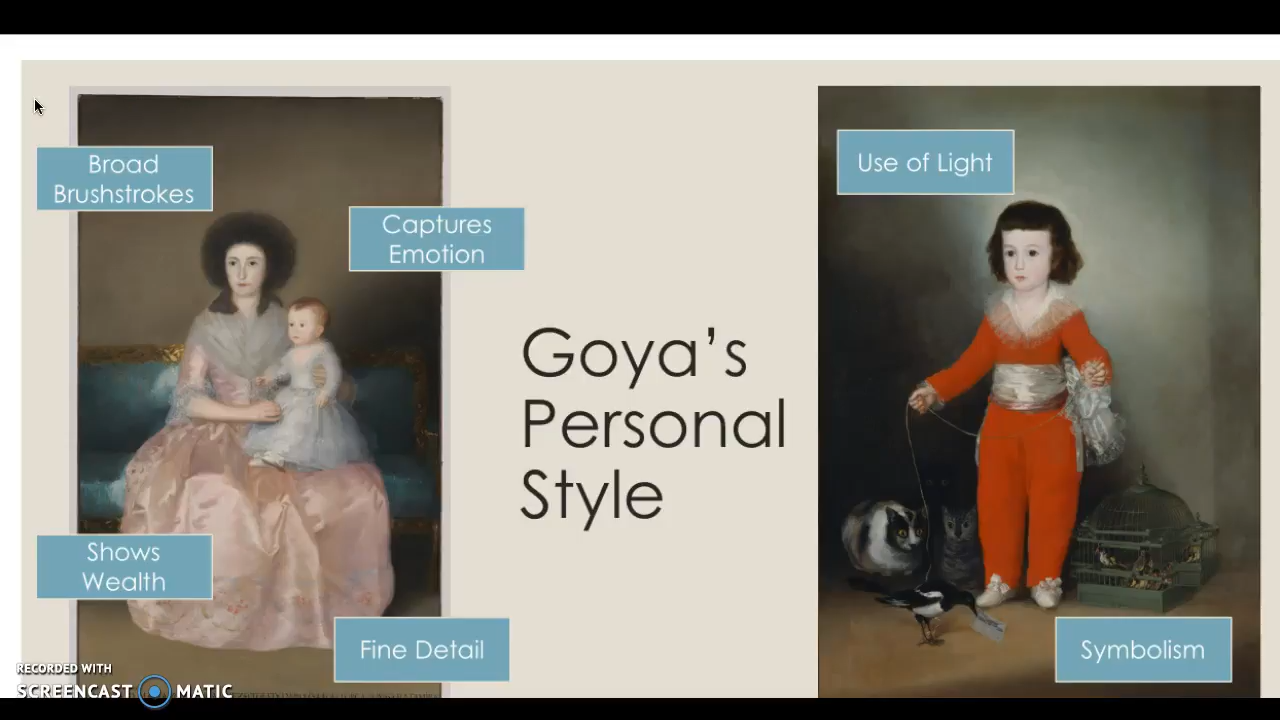 Broad
Brushstrokes
Captures
Emotion
Use of Light
Goya's
Personal
Style
Shows
Wealth
Fine Detail
Symbolism
RECORDED WITH
SCREENCAST MATIC